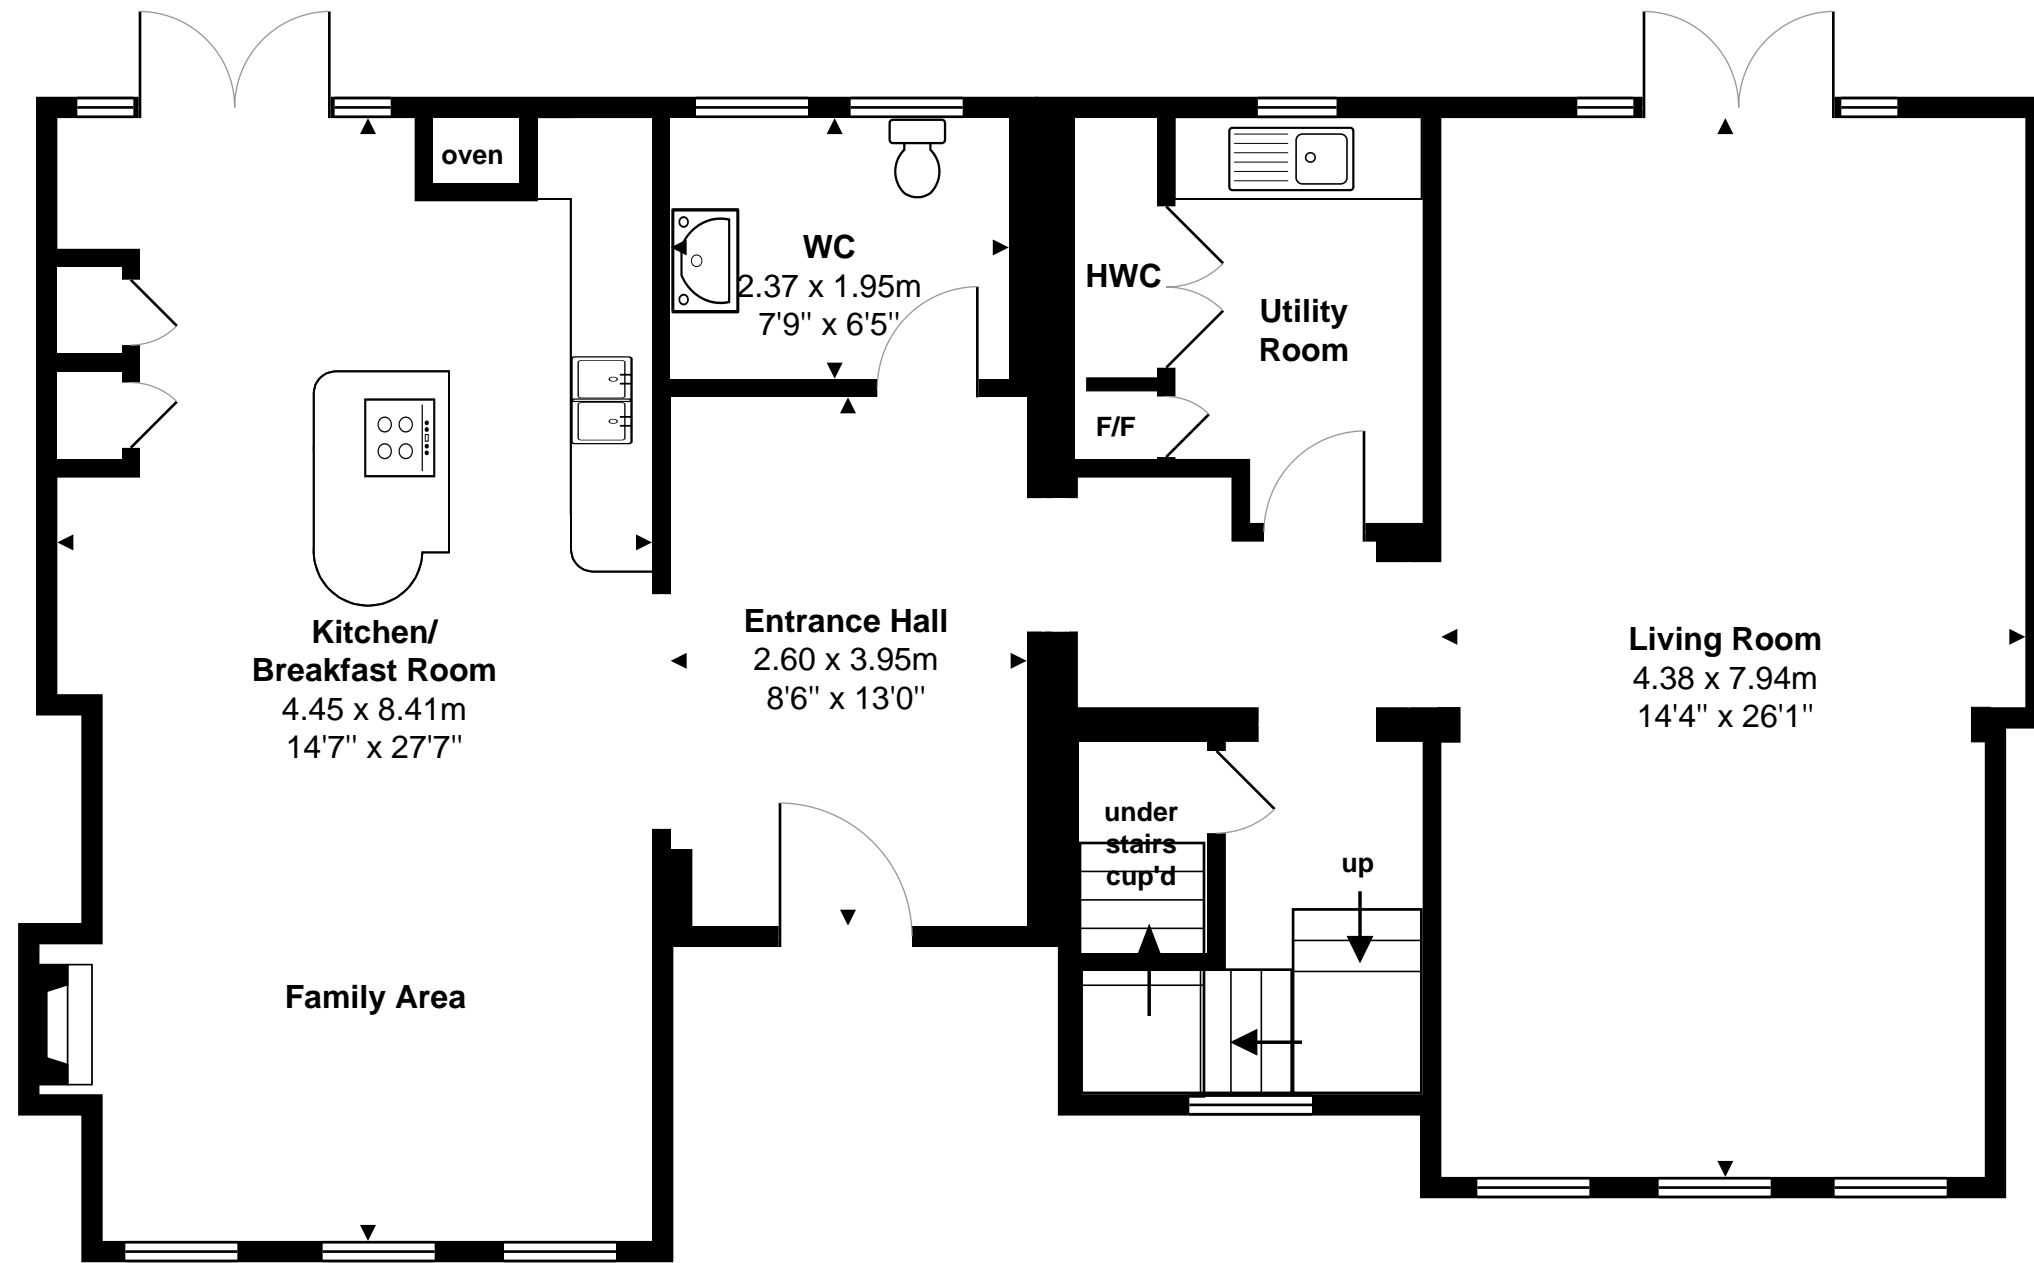 oven
WC
2.37 x 1.95m
7'9" x 6'5"
HWC
Utility
Room
F/F
Kitchen/
Breakfast Room
4.45 x 8.41m
14'7" x 27'7"
Entrance Hall
2.60 x 3.95m
8'6" x 13'0"
Living Room
4.38 x 7.94m
14'4" x 26'1"
under
stairs
cup'd
up
Family Area